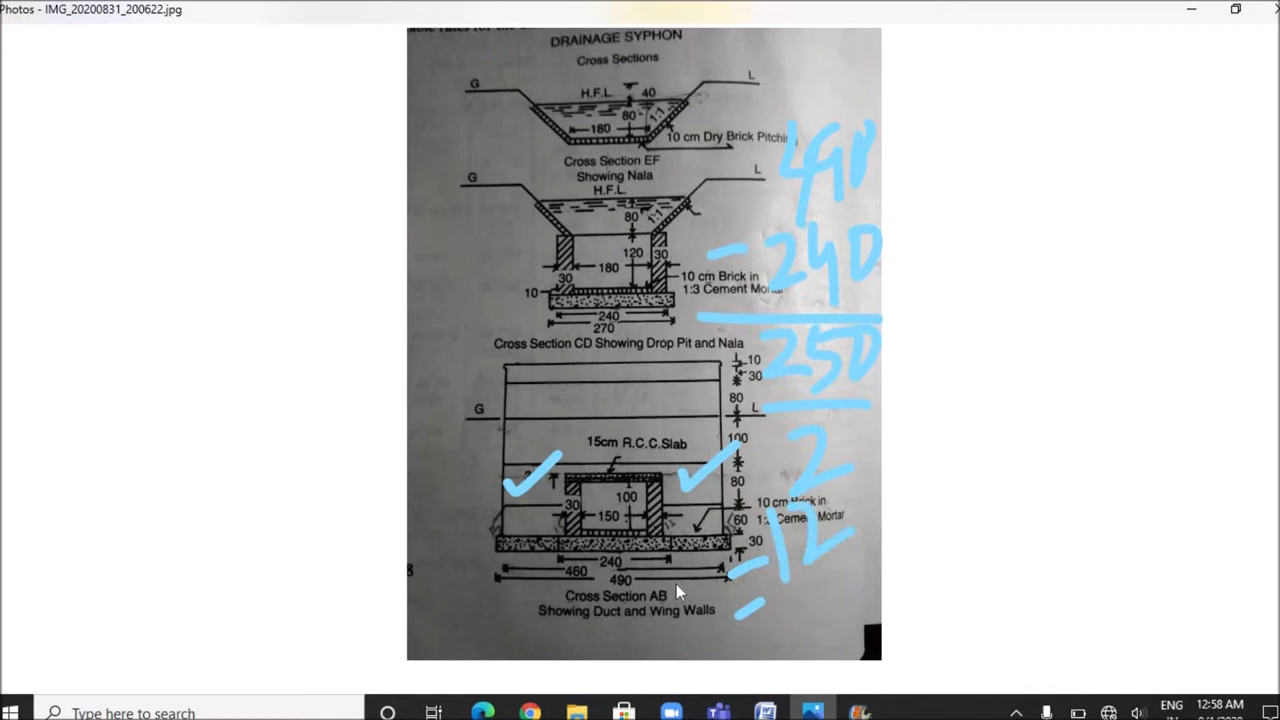 Photos - IMG_20200831_200622.jpg
DRAINAGE SYPHON
Cross Sections
G
L
H.F.L.
40
80
1:1
180
10 cm Dry Brick Pitching
Cross Section EF
Showing Nala
G
L
H.F.L.
80
1:1
120
30
180
30
10 cm Brick in
1:3 Cement
10
240
270
Cross Section CD Showing Drop Pit and Nala
10
30
80
G
L
15cm R.C.C.Slab
100
80
30
100
150
10 cm Brick in
Cement Mortar
60
30
240
460
490
Cross Section AB
Showing Duct and Wing Walls
490
- 240
250
2
12
Type here to search
ENG
IN
12:58 AM